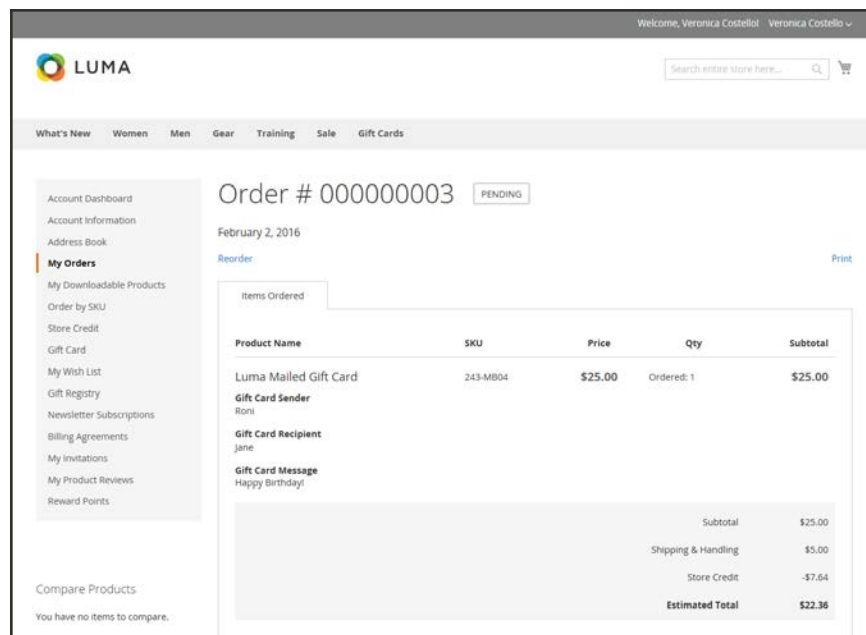 Welcome, Veronica Costello! Veronica Costello
LUMA
Search entire store here...
What's New Women Men Gear Training Sale Gift Cards
Account Dashboard
Account Information
Address Book
My Orders
My Downloadable Products
Order by SKU
Store Credit
Gift Card
My Wish List
Gift Registry
Newsletter Subscriptions
Billing Agreements
My Invitations
My Product Reviews
Reward Points
Compare Products
You have no items to compare.
Order # 000000003 PENDING
February 2, 2016
Reorder Print
Items Ordered
Product Name SKU Price Qty Subtotal
Luma Mailed Gift Card 243-MB04 $25.00 Ordered: 1 $25.00
Gift Card Sender
Roni
Gift Card Recipient
Jane
Gift Card Message
Happy Birthday!
Subtotal $25.00
Shipping & Handling $5.00
Store Credit -$7.64
Estimated Total $22.36